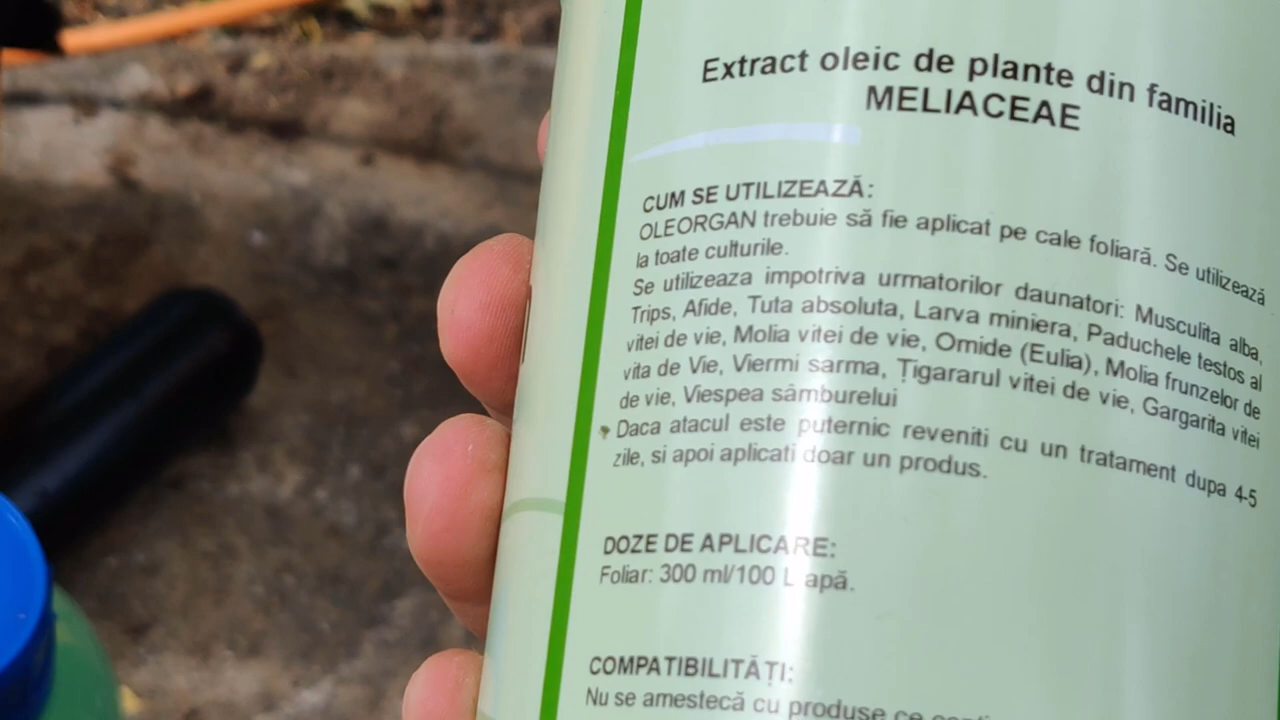 Extract oleic de plante din familia
MELIACEAE
CUM SE UTILIZEAZĂ:
OLEORGAN trebuie să fie aplicat pe cale foliară. Se utilizează
la toate culturile.
Se utilizeaza impotriva urmatorilor daunatori: Musculita alba,
Trips, Afide, Tuta absoluta, Larva miniera, Paduchele testos al
vitei de vie, Molia vitei de vie, Omide (Eulia), Molia frunzelor de
vita de Vie, Viermi sarma, Țigararul vitei de vie, Gargarita vitei
de vie, Viespea sâmburelui
Daca atacul este puternic reveniti cu un tratament dupa 4-5
zile, si apoi aplicati doar un produs.
DOZE DE APLICARE:
Foliar: 300 ml/100 L apă.
COMPATIBILITĂȚI:
Nu se amestecă cu produse ce